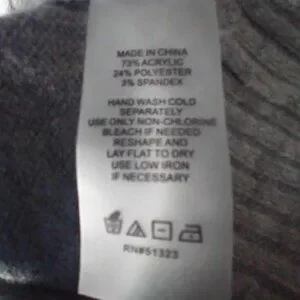 MADE IN CHINA
73% ACRYLIC
24% POLYESTER
3% SPANDEX
HAND WASH COLD
SEPARATELY
USE ONLY NON-CHLORINE
BLEACH IF NEEDED
RESHAPE AND
LAY FLAT TO DRY
USE LOW IRON
IF NECESSARY
RN#51323